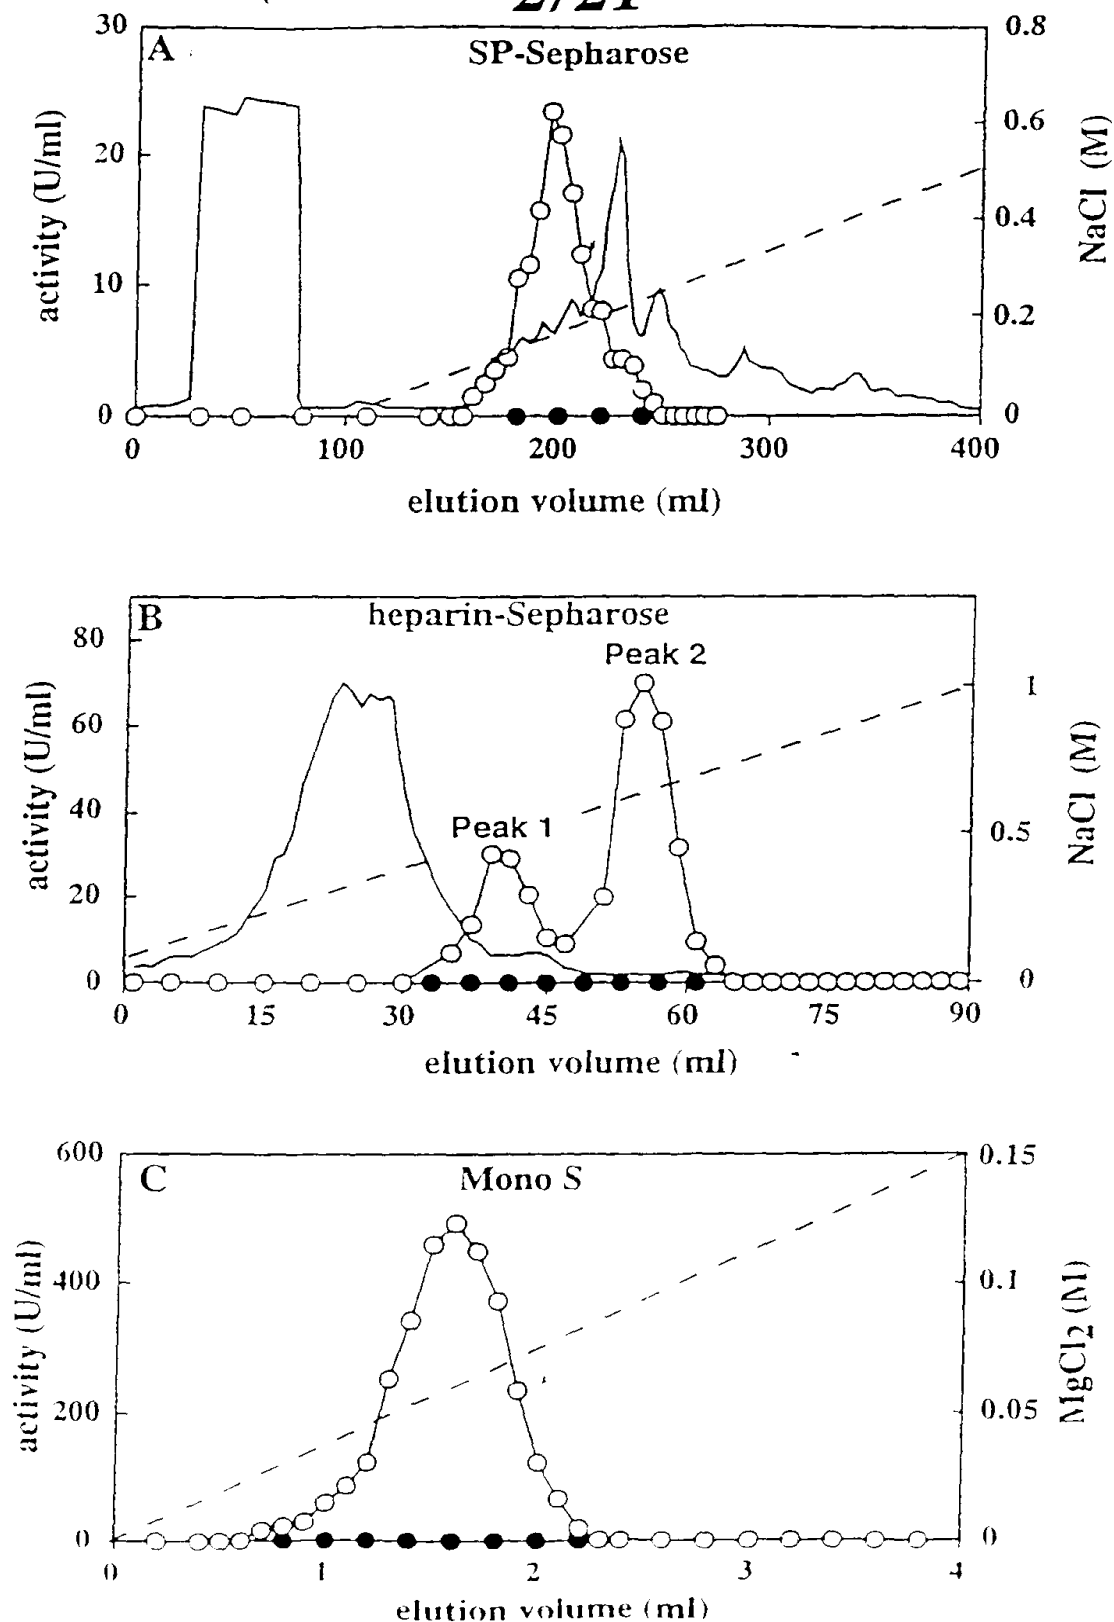 2/21
30
A
SP-Sepharose
0.8
20
0.6
10
0.4
0
0.2
0
activity (U/ml)
NaCl (M)
0 100 200 300 400
elution volume (ml)
B
heparin-Sepharose
Peak 2
Peak 1
80
60
40
20
0
1
0.5
0
activity (U/ml)
NaCl (M)
0 15 30 45 60 75 90
elution volume (ml)
C
Mono S
600
400
200
0
0.15
0.1
0.05
0
activity (U/ml)
MgCl2 (M)
0 1 2 3 4
elution volume (ml)